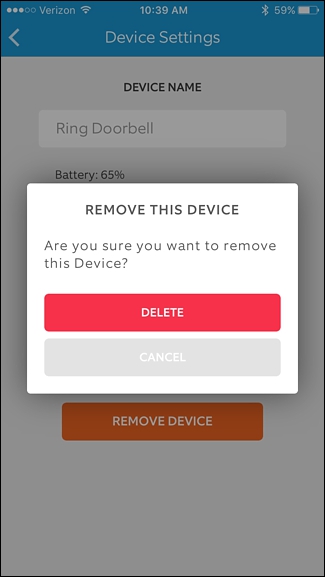 Verizon 10:39 AM 59%
Device Settings
DEVICE NAME
Ring Doorbell
Battery: 65%
REMOVE THIS DEVICE
Are you sure you want to remove
this Device?
DELETE
CANCEL
REMOVE DEVICE